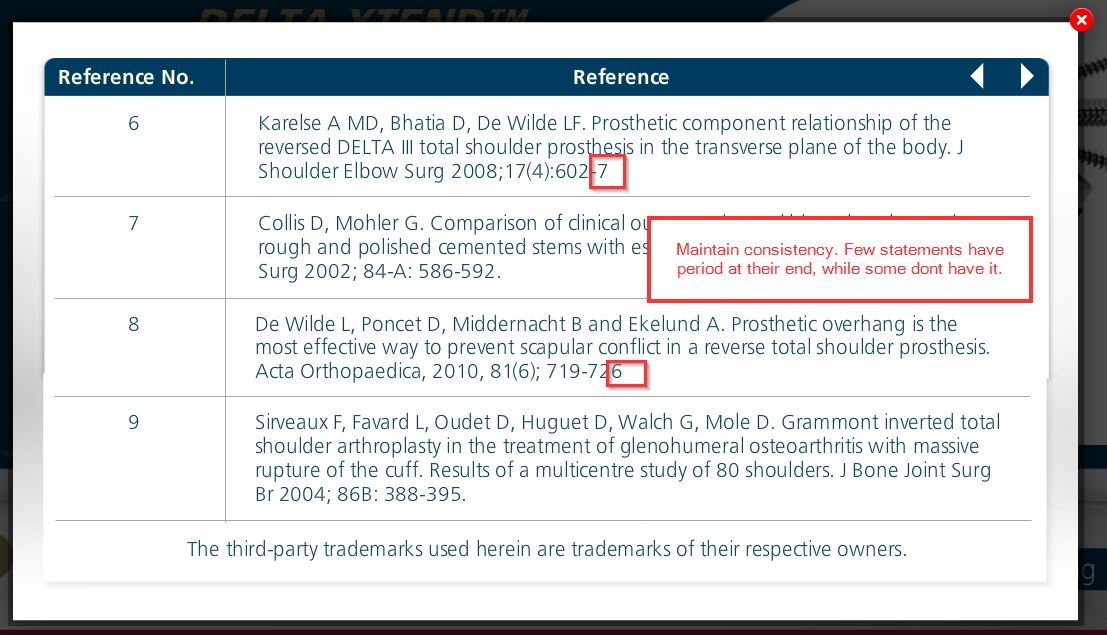 DELTA XTEND™
Reference No.
Reference
6
Karelse A MD, Bhatia D, De Wilde LF. Prosthetic component relationship of the
reversed DELTA III total shoulder prosthesis in the transverse plane of the body. J
Shoulder Elbow Surg 2008;17(4):602-7
7
Collis D, Mohler G. Comparison of clinical
rough and polished cemented stems with
Surg 2002; 84-A: 586-592.
Maintain consistency. Few statements have
period at their end, while some dont have it.
8
De Wilde L, Poncet D, Middernacht B and Ekelund A. Prosthetic overhang is the
most effective way to prevent scapular conflict in a reverse total shoulder prosthesis.
Acta Orthopaedica, 2010, 81(6); 719-726
9
Sirveaux F, Favard L, Oudet D, Huguet D, Walch G, Mole D. Grammont inverted total
shoulder arthroplasty in the treatment of glenohumeral osteoarthritis with massive
rupture of the cuff. Results of a multicentre study of 80 shoulders. J Bone Joint Surg
Br 2004; 86B: 388-395.
The third-party trademarks used herein are trademarks of their respective owners.